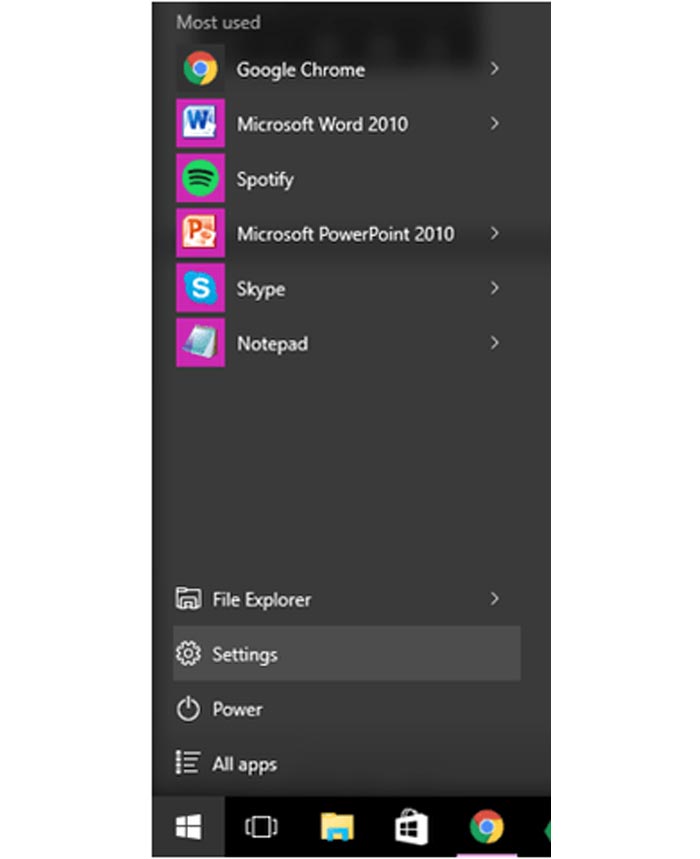 Most used
Google Chrome
Microsoft Word 2010
Spotify
Microsoft PowerPoint 2010
Skype
Notepad
File Explorer
Settings
Power
All apps